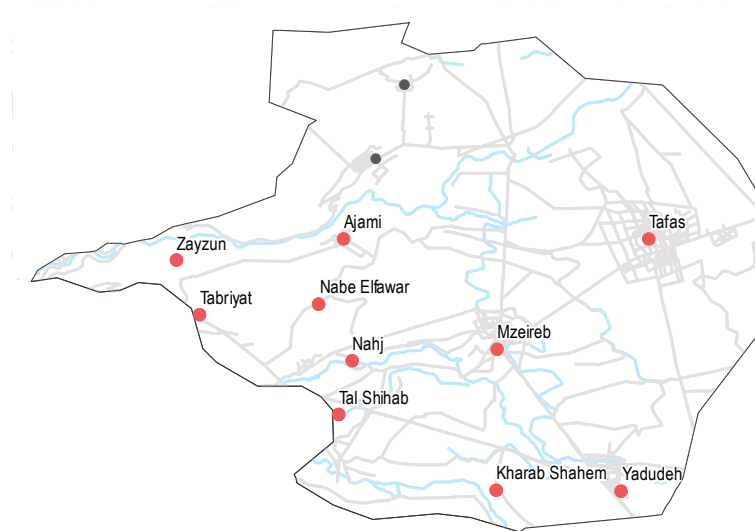 Ajami
Tafas
Zayzun
Nabe Elfawar
Tabriyat
Mzeireb
Nahj
Tal Shihab
Kharab Shahem
Yadudeh